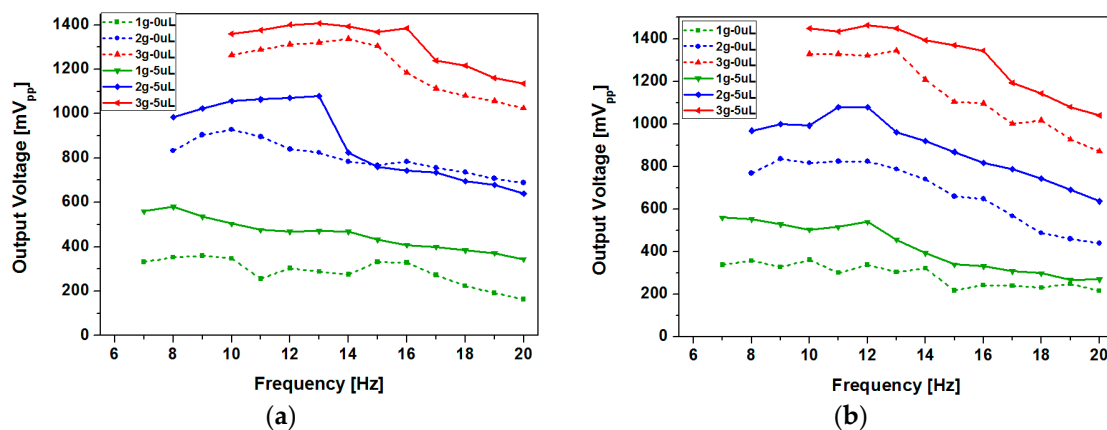 1g-0uL
2g-0uL
3g-0uL
1g-5uL
2g-5uL
3g-5uL
1400
1200
1000
800
600
400
200
0
Output Voltage [mVpp]
6 8 10 12 14 16 18 20
Frequency [Hz]
(a)
1g-0uL
2g-0uL
3g-0uL
1g-5uL
2g-5uL
3g-5uL
1400
1200
1000
800
600
400
200
0
Output Voltage [mVpp]
6 8 10 12 14 16 18 20
Frequency [Hz]
(b)